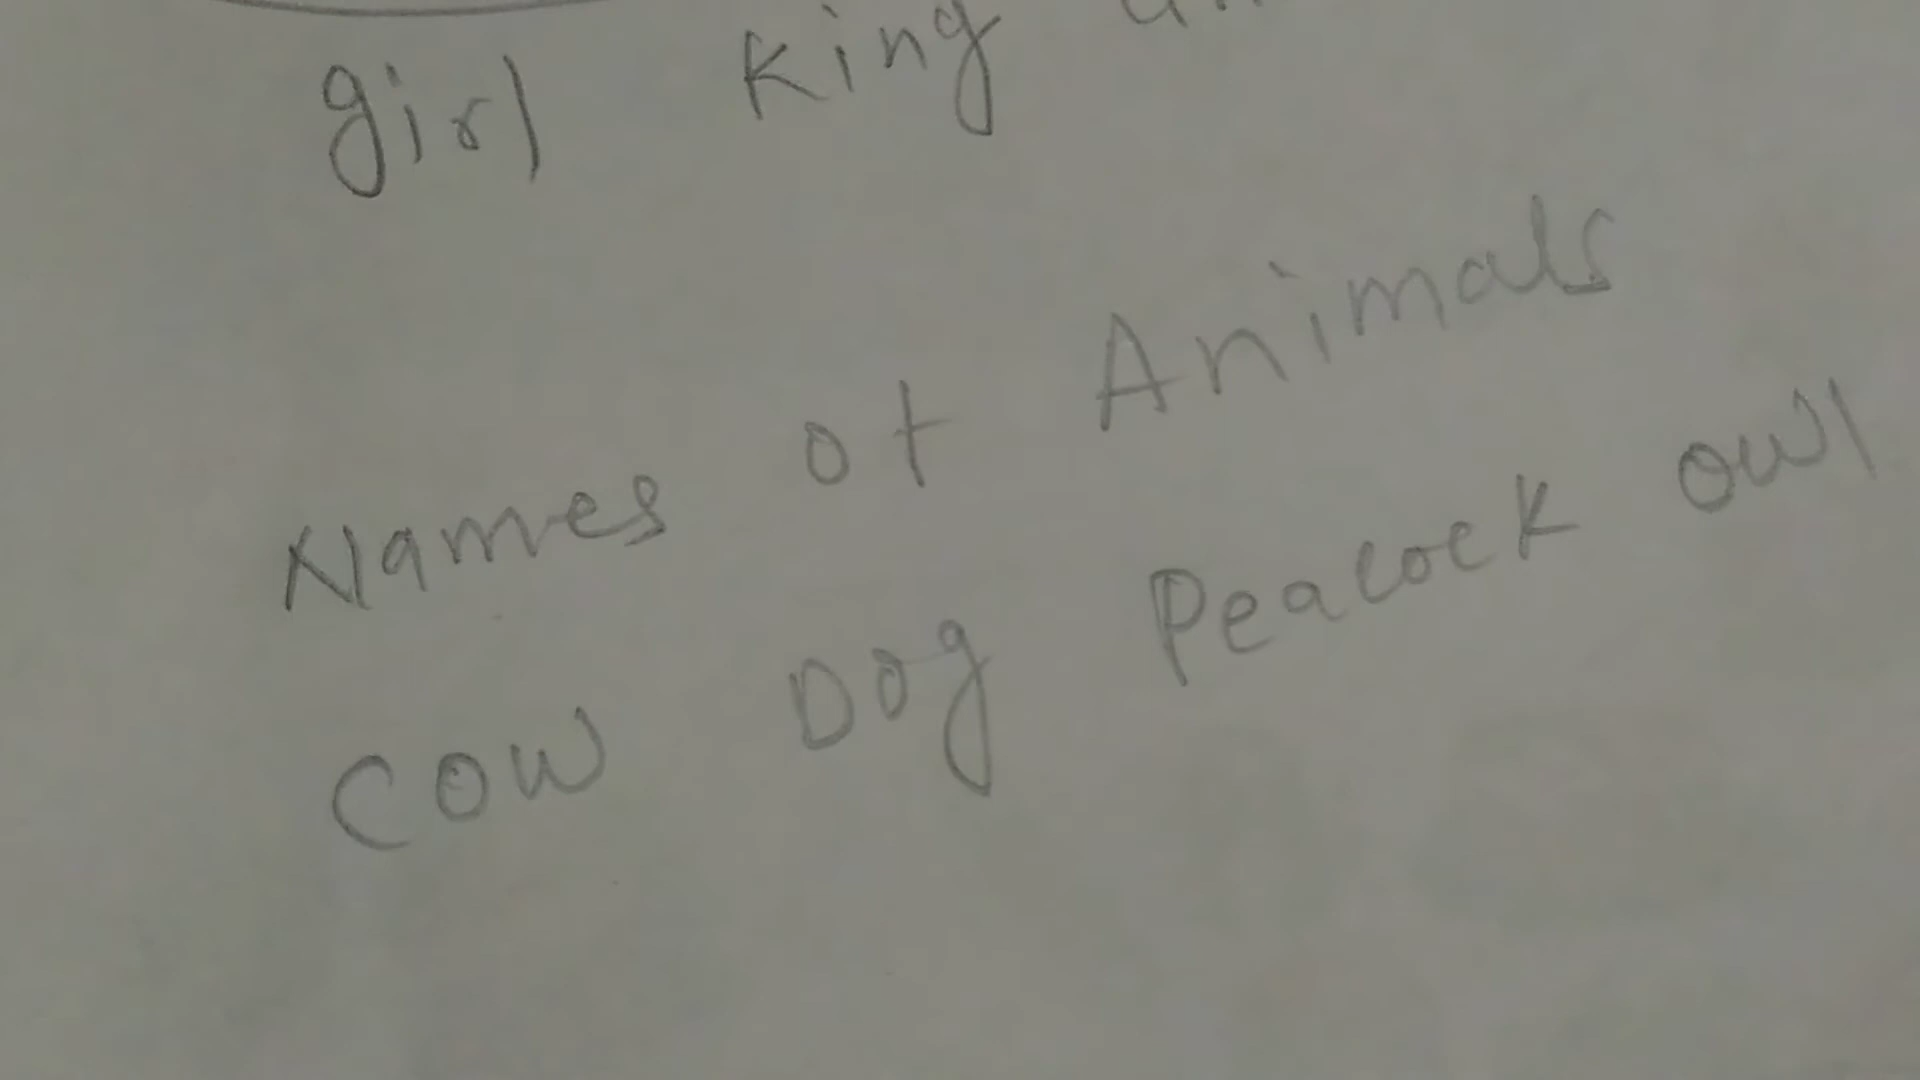 girl King
Names of Animals
Cow Dog Peacock owl